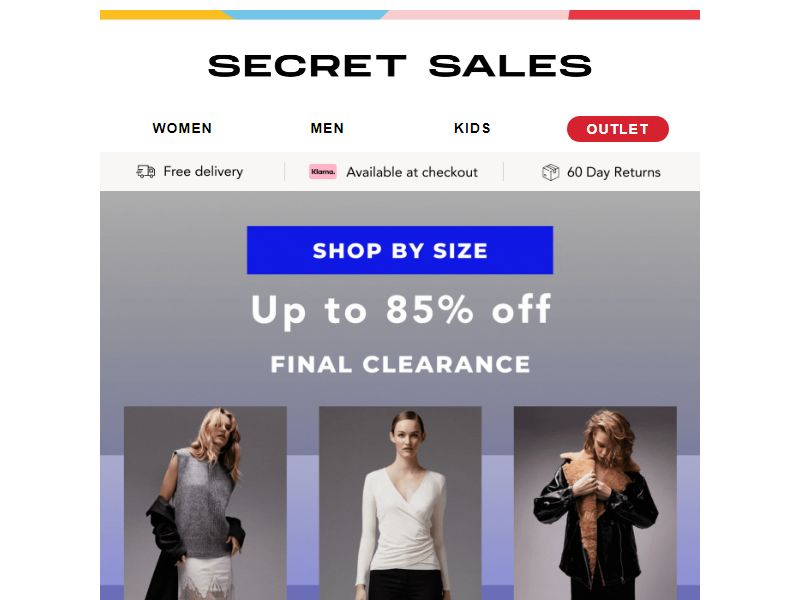 SECRET SALES
WOMEN MEN KIDS OUTLET
Free delivery Klarna. Available at checkout 60 Day Returns
SHOP BY SIZE
Up to 85% off
FINAL CLEARANCE